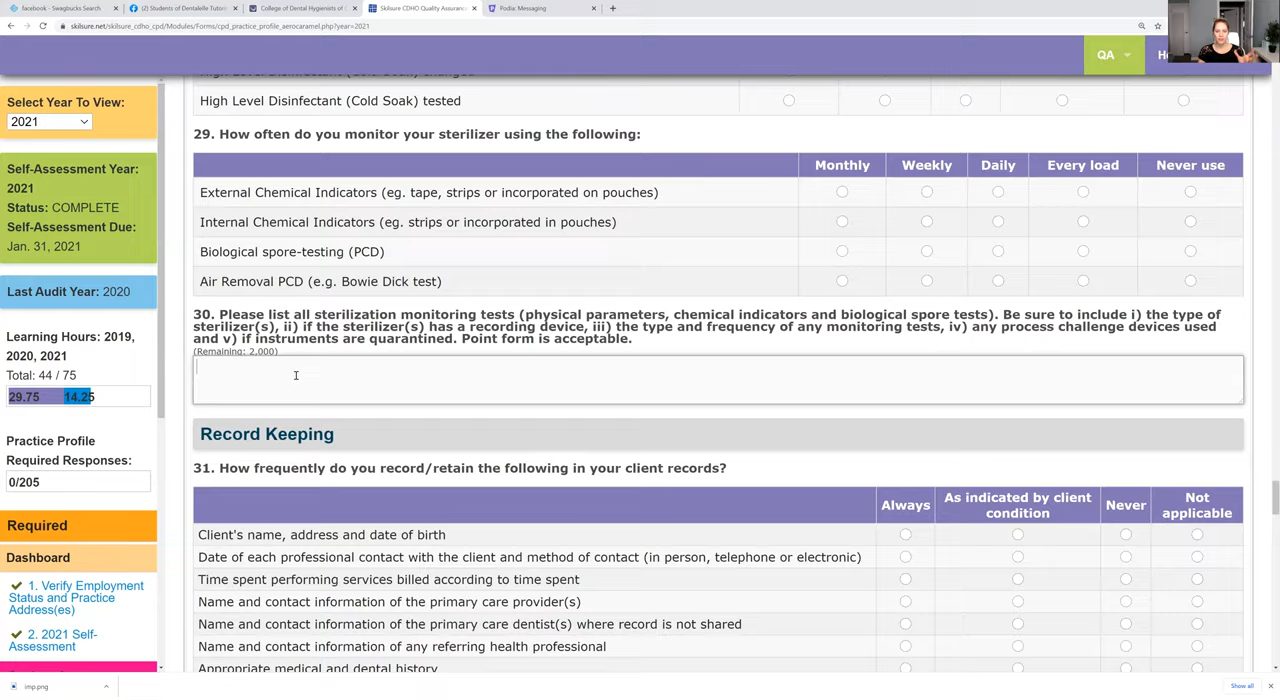 facebook - Swagbucks Search
(2) Students of Dentalelle Tutori
College of Dental Hygienists of O
Skilsure CDHO Quality Assuranc
Podia: Messaging
skilsure.net/skilsure_cdho_cpd/Modules/Forms/cpd_practice_profile_aerocaramel.php?year=2021
QA
Select Year To View:
2021
Self-Assessment Year:
2021
Status: COMPLETE
Self-Assessment Due:
Jan. 31, 2021
Last Audit Year: 2020
Learning Hours: 2019,
2020, 2021
Total: 44 / 75
29.75 14.25
Practice Profile
Required Responses:
0/205
Required
Dashboard
1. Verify Employment
Status and Practice
Address(es)
2. 2021 Self-
Assessment
High Level Disinfectant (Cold Soak) tested
29. How often do you monitor your sterilizer using the following:
Monthly Weekly Daily Every load Never use
External Chemical Indicators (eg. tape, strips or incorporated on pouches)
Internal Chemical Indicators (eg. strips or incorporated in pouches)
Biological spore-testing (PCD)
Air Removal PCD (e.g. Bowie Dick test)
30. Please list all sterilization monitoring tests (physical parameters, chemical indicators and biological spore tests). Be sure to include i) the type of
sterilizer(s), ii) if the sterilizer(s) has a recording device, iii) the type and frequency of any monitoring tests, iv) any process challenge devices used
and v) if instruments are quarantined. Point form is acceptable.
(Remaining: 2,000)
Record Keeping
31. How frequently do you record/retain the following in your client records?
Always As indicated by client condition Never Not applicable
Client's name, address and date of birth
Date of each professional contact with the client and method of contact (in person, telephone or electronic)
Time spent performing services billed according to time spent
Name and contact information of the primary care provider(s)
Name and contact information of the primary care dentist(s) where record is not shared
Name and contact information of any referring health professional
Appropriate medical and dental history
imp.png
Show all